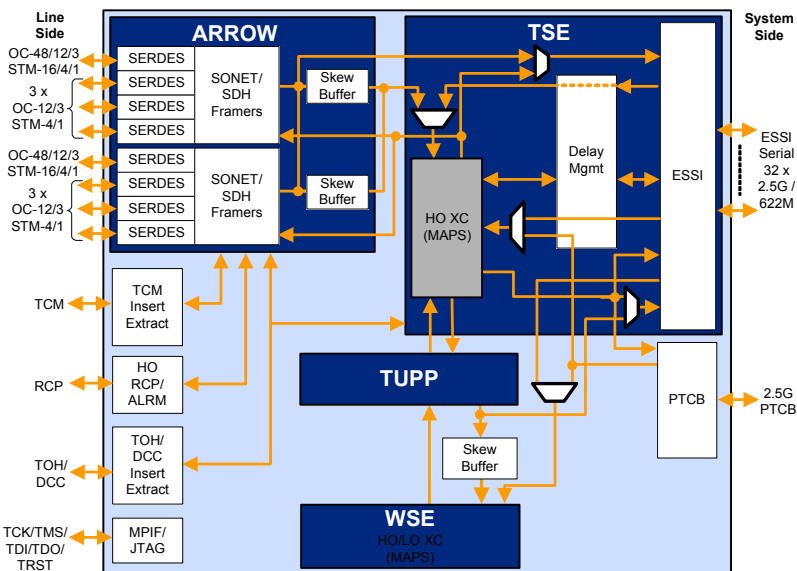 Line
Side
ARROW
TSE
System
Side
OC-48/12/3
STM-16/4/1
3 x
OC-12/3
STM-4/1
SERDES
SERDES
SERDES
SERDES
SONET/
SDH
Framers
Skew
Buffer
OC-48/12/3
STM-16/4/1
3 x
OC-12/3
STM-4/1
SERDES
SERDES
SERDES
SERDES
SONET/
SDH
Framers
Skew
Buffer
HO XC
(MAPS)
Delay
Mgmt
ESSI
ESSI
Serial
32 x
2.5G /
622M
TCM
TCM
Insert
Extract
RCP
HO
RCP/
ALRM
TUPP
PTCB
2.5G
PTCB
TOH/
DCC
TOH/
DCC
Insert
Extract
Skew
Buffer
TCK/TMS/
TDI/TDO/
TRST
MPIF/
JTAG
WSE
HO/LO XC
(MAPS)